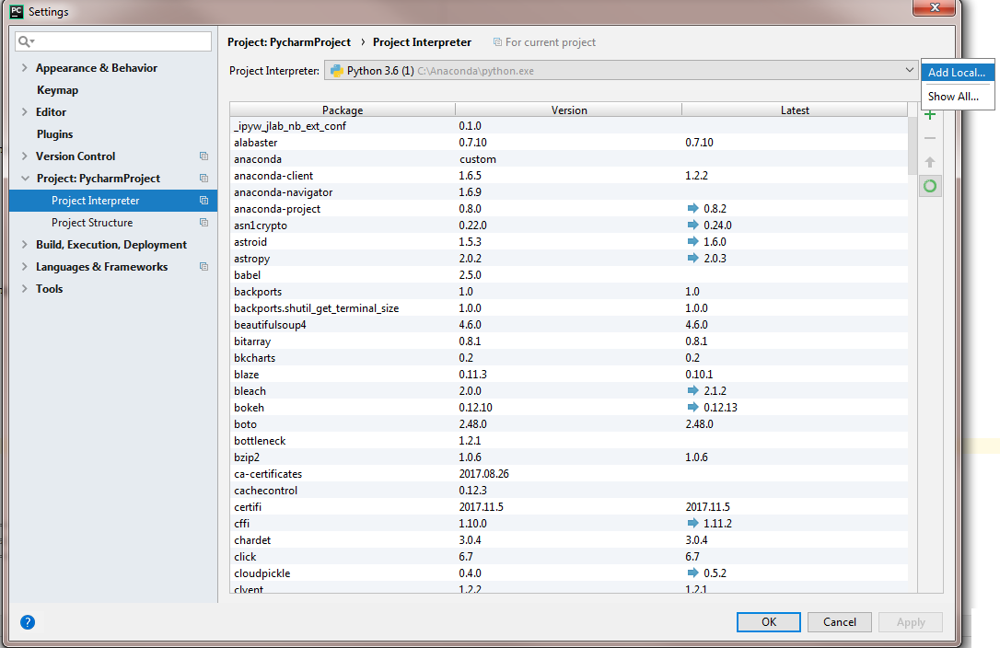 PC Settings
Project: PycharmProject › Project Interpreter For current project
Appearance & Behavior
Keymap
Editor
Plugins
Version Control
Project: PycharmProject
Project Interpreter
Project Structure
Build, Execution, Deployment
Languages & Frameworks
Tools
Project Interpreter: Python 3.6 (1) C:\Anaconda\python.exe
Add Local...
Show All...
Package Version Latest
_ipyw_jlab_nb_ext_conf 0.1.0
alabaster 0.7.10 0.7.10
anaconda custom
anaconda-client 1.6.5 1.2.2
anaconda-navigator 1.6.9
anaconda-project 0.8.0 0.8.2
asn1crypto 0.22.0 0.24.0
astroid 1.5.3 1.6.0
astropy 2.0.2 2.0.3
babel 2.5.0
backports 1.0 1.0
backports.shutil_get_terminal_size 1.0.0 1.0.0
beautifulsoup4 4.6.0 4.6.0
bitarray 0.8.1 0.8.1
bkcharts 0.2 0.2
blaze 0.11.3 0.10.1
bleach 2.0.0 2.1.2
bokeh 0.12.10 0.12.13
boto 2.48.0 2.48.0
bottleneck 1.2.1
bzip2 1.0.6 1.0.6
ca-certificates 2017.08.26
cachecontrol 0.12.3
certifi 2017.11.5 2017.11.5
cffi 1.10.0 1.11.2
chardet 3.0.4 3.0.4
click 6.7 6.7
cloudpickle 0.4.0 0.5.2
clyent 1.2.2 1.2.1
? OK Cancel Apply